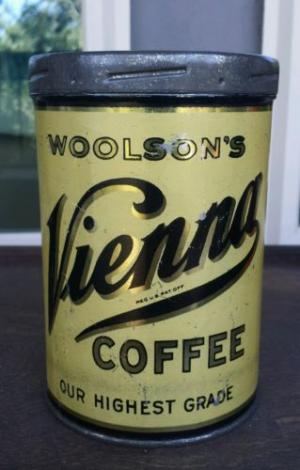 WOOLSON'S
Vienna
REG U.S. PAT. OFF.
COFFEE
OUR HIGHEST GRADE